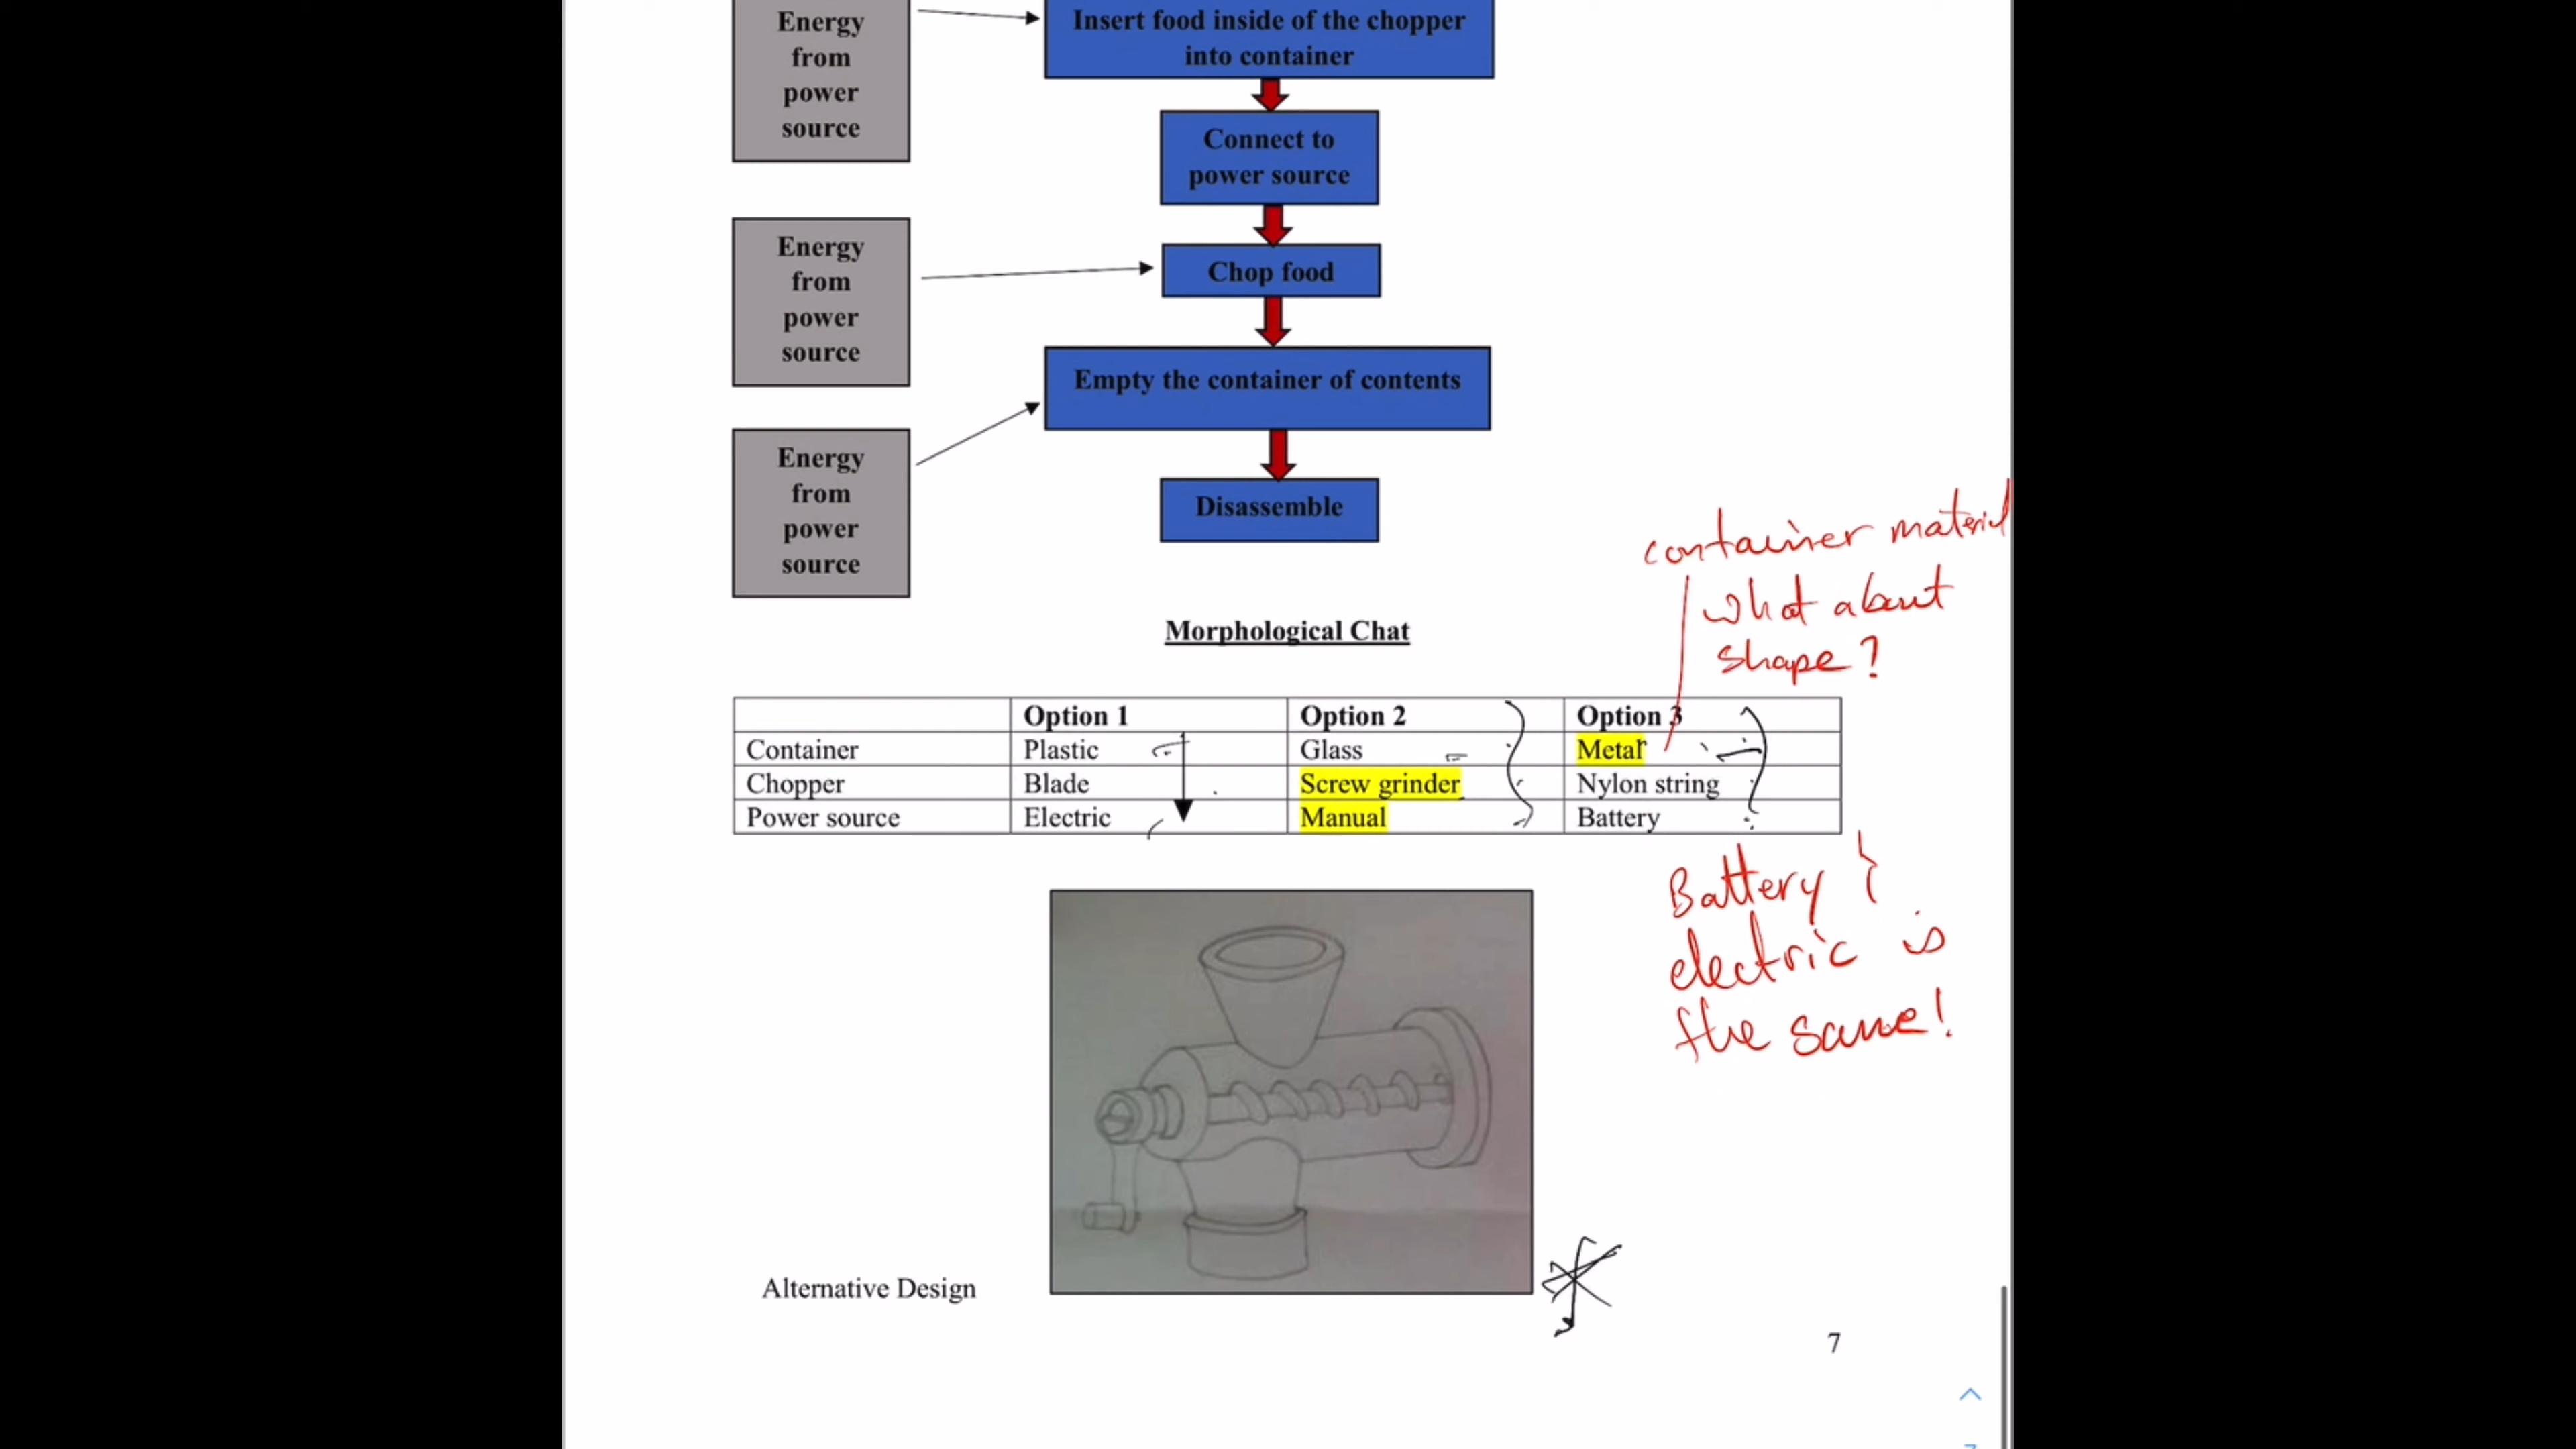 Energy
from
power
source
Insert food inside of the chopper
into container
Connect to
power source
Energy
from
power
source
Chop food
Empty the container of contents
Energy
from
power
source
Disassemble
container material
what about
shape?
Morphological Chat
Option 1 Option 2 Option 3
Container Plastic Glass Metal
Chopper Blade Screw grinder Nylon string
Power source Electric Manual Battery
Battery &
electric is
the same!
Alternative Design
7